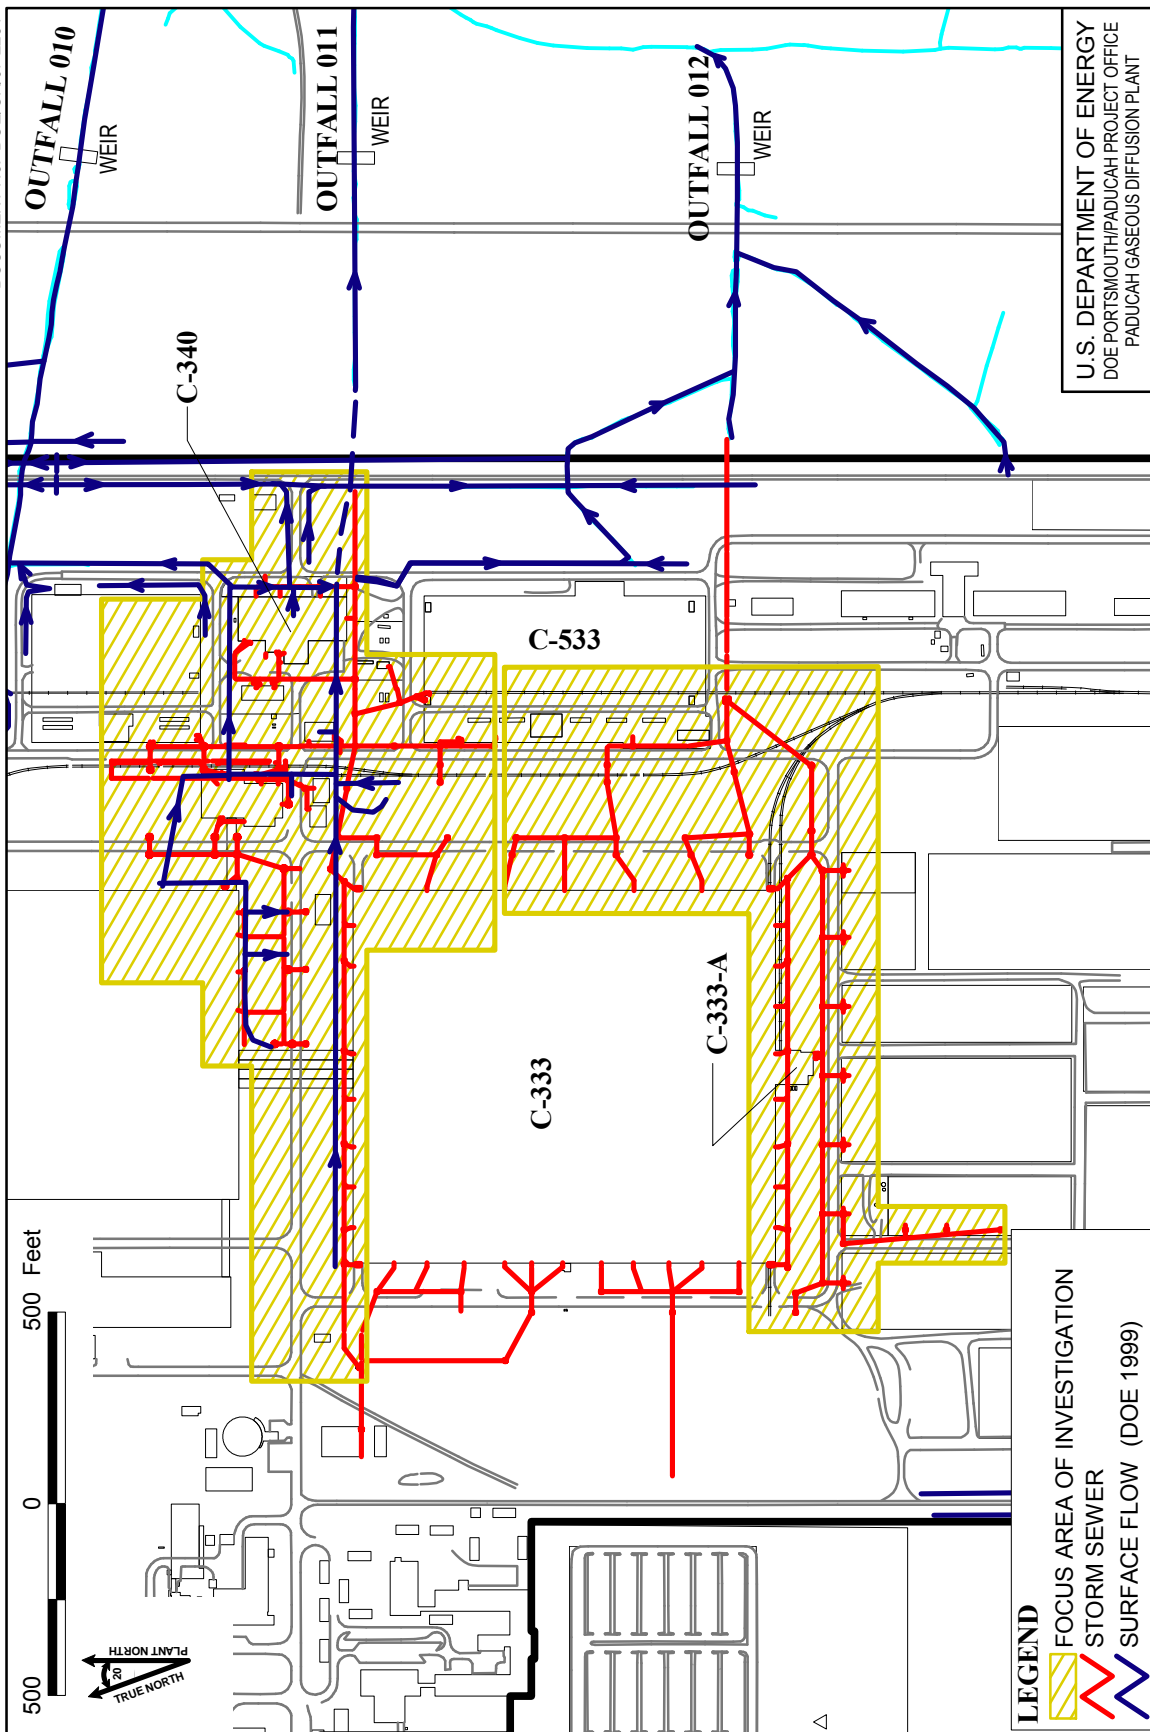 OUTFALL 010
WEIR
OUTFALL 011
WEIR
OUTFALL 012
WEIR
C-340
C-533
C-333
C-333-A
500 0 500 Feet
PLANT NORTH
20
TRUE NORTH
LEGEND
FOCUS AREA OF INVESTIGATION
STORM SEWER
SURFACE FLOW (DOE 1999)
U.S. DEPARTMENT OF ENERGY
DOE PORTSMOUTH/PADUCAH PROJECT OFFICE
PADUCAH GASEOUS DIFFUSION PLANT